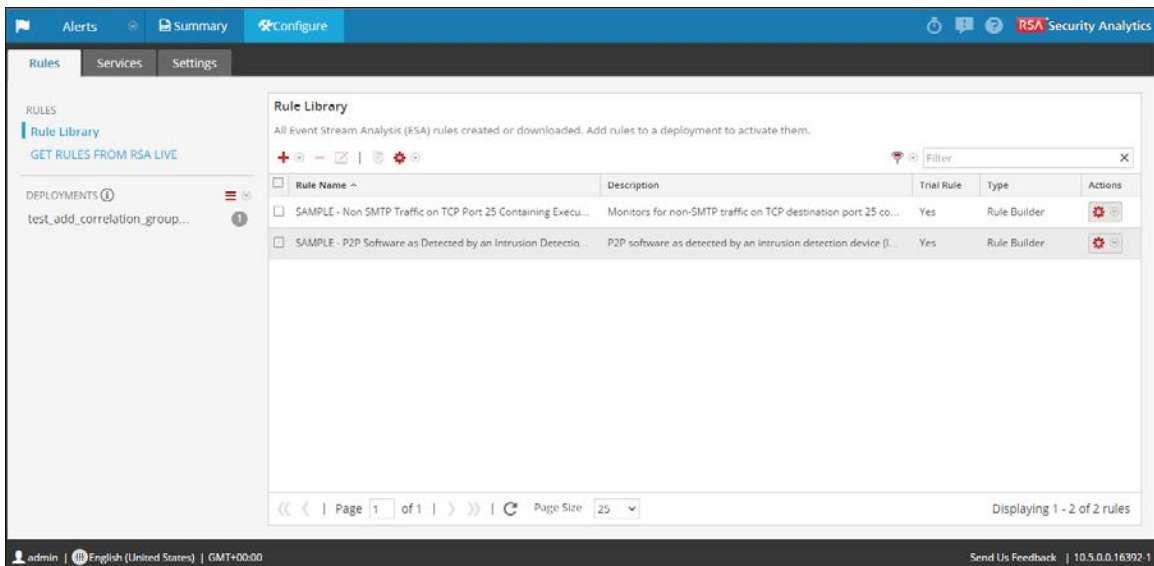 Alerts Summary Configure RSA Security Analytics
Rules Services Settings
RULES
Rule Library
GET RULES FROM RSA LIVE
DEPLOYMENTS
test_add_correlation_group... 1
Rule Library
All Event Stream Analysis (ESA) rules created or downloaded. Add rules to a deployment to activate them.
Filter
Rule Name Description Trial Rule Type Actions
SAMPLE - Non SMTP Traffic on TCP Port 25 Containing Execu... Monitors for non-SMTP traffic on TCP destination port 25 co... Yes Rule Builder
SAMPLE - P2P Software as Detected by an Intrusion Detectio... P2P software as detected by an intrusion detection device (I... Yes Rule Builder
Page 1 of 1 | Page Size 25 Displaying 1 - 2 of 2 rules
admin | English (United States) | GMT+00:00 Send Us Feedback | 10.5.0.0.16392-1